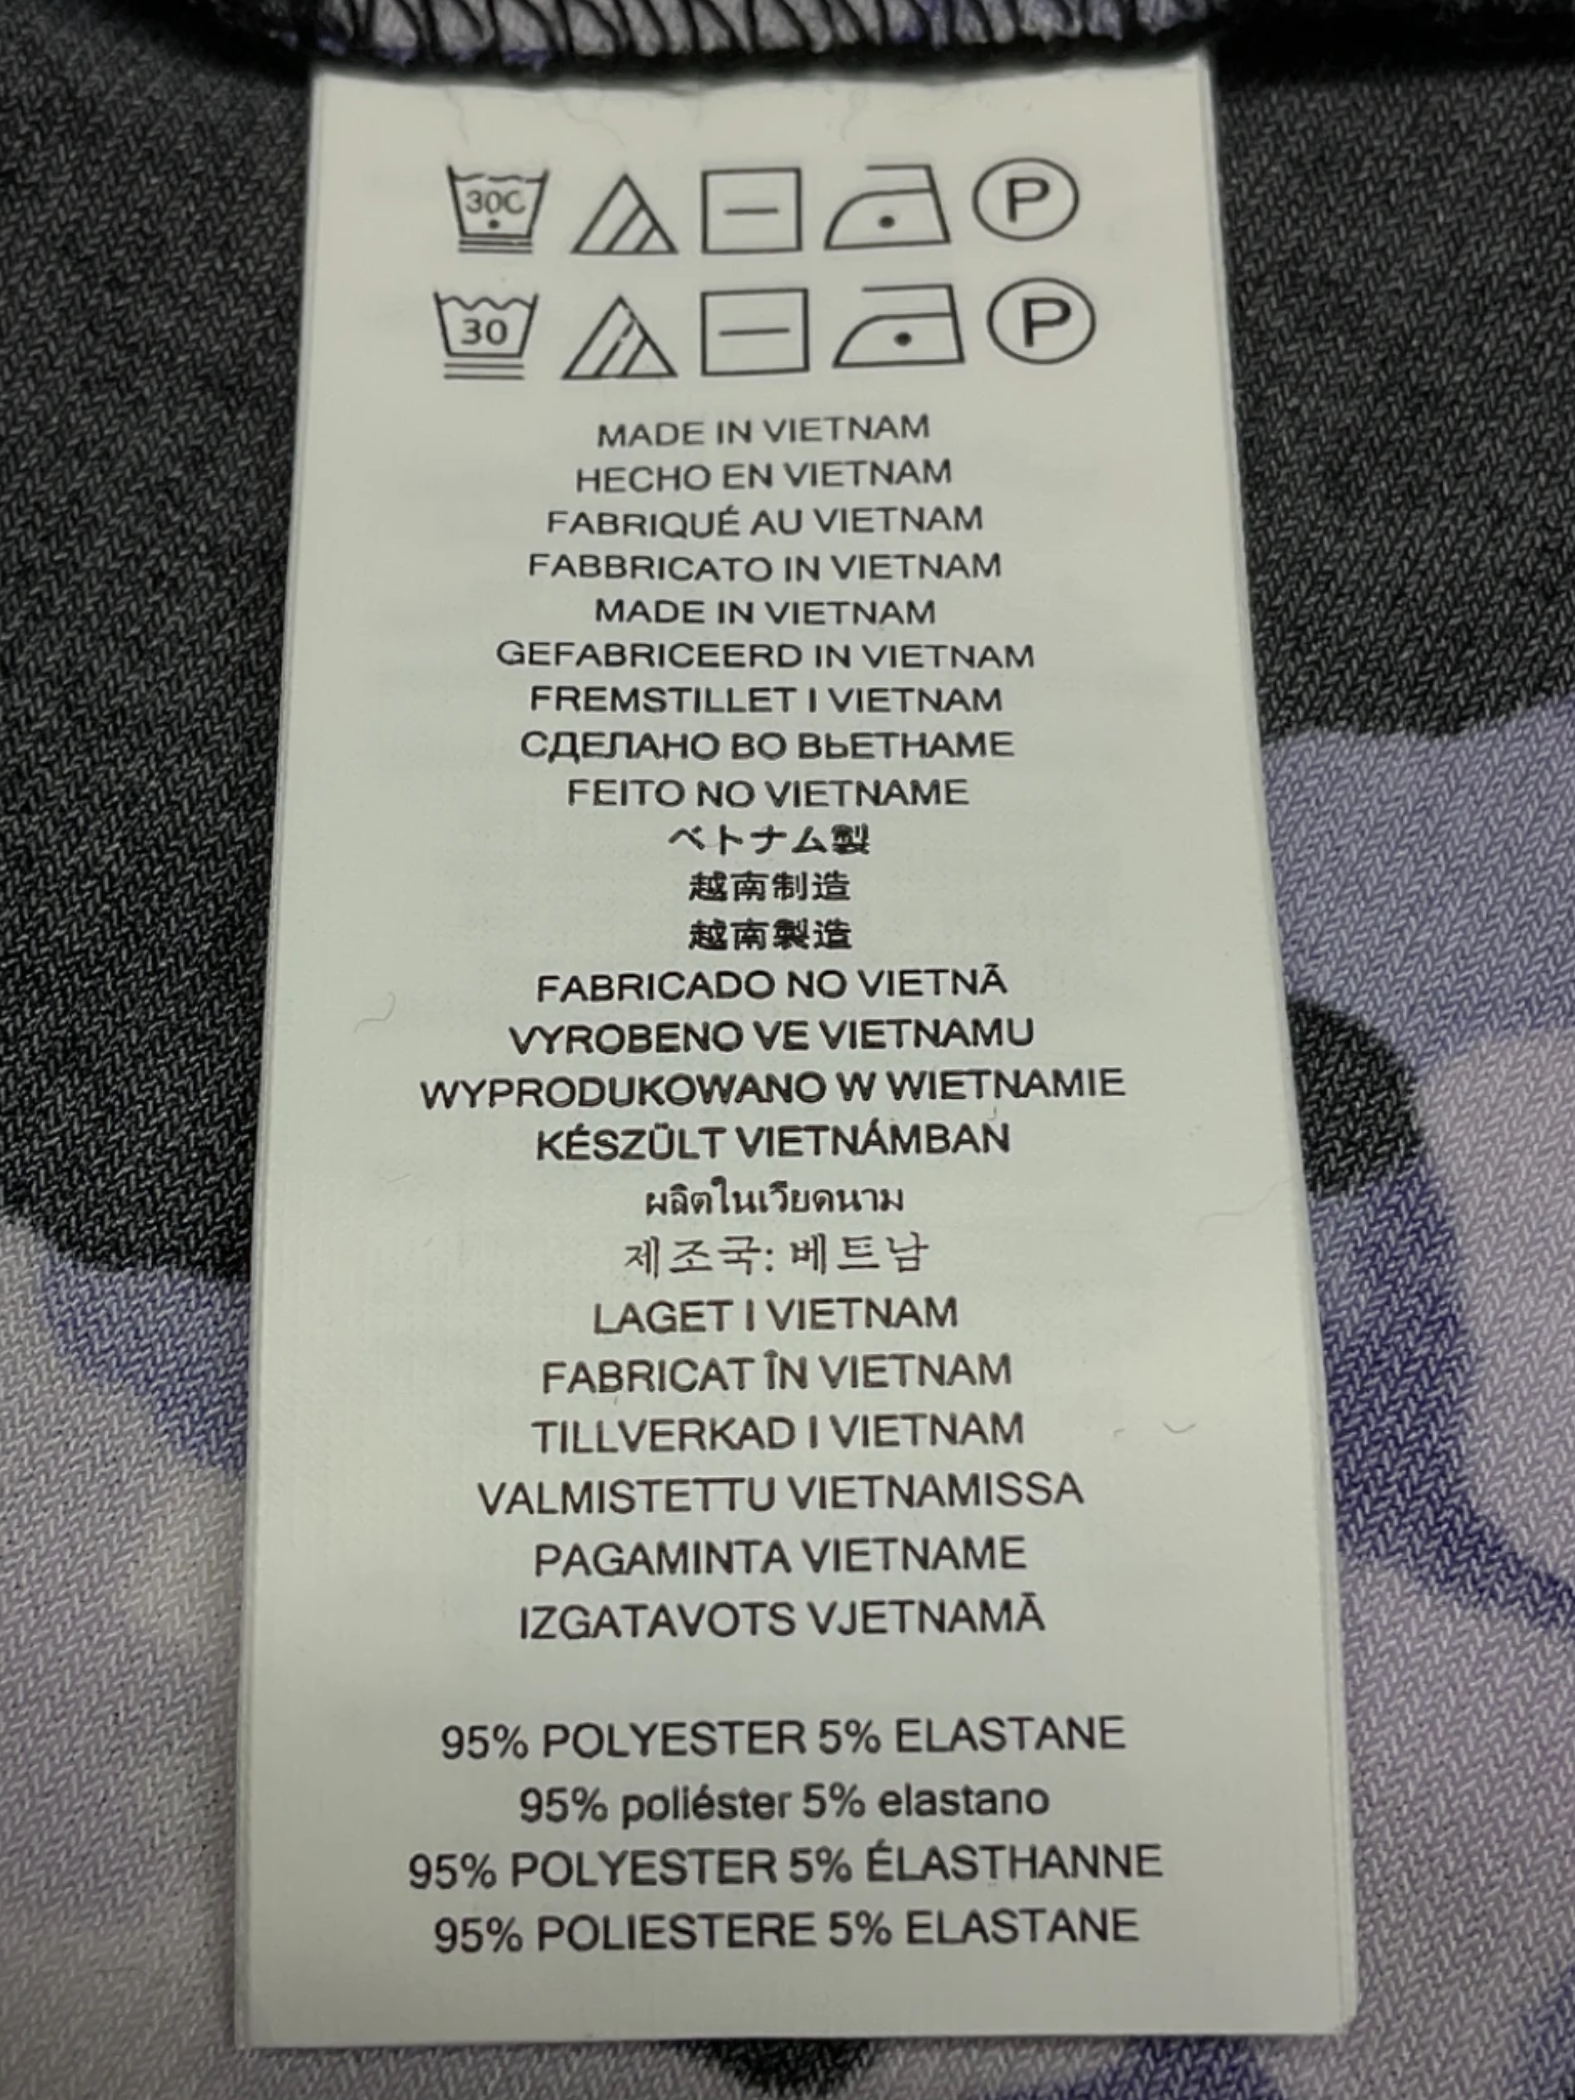 30C P
30 P
MADE IN VIETNAM
HECHO EN VIETNAM
FABRIQUÉ AU VIETNAM
FABBRICATO IN VIETNAM
MADE IN VIETNAM
GEFABRICEERD IN VIETNAM
FREMSTILLET I VIETNAM
СДЕЛАНО ВО ВЬЕТНАМЕ
FEITO NO VIETNAME
ベトナム製
越南制造
越南製造
FABRICADO NO VIETNÃ
VYROBENO VE VIETNAMU
WYPRODUKOWANO W WIETNAMIE
KÉSZÜLT VIETNÁMBAN
ผลิตในเวียดนาม
제조국: 베트남
LAGET I VIETNAM
FABRICAT ÎN VIETNAM
TILLVERKAD I VIETNAM
VALMISTETTU VIETNAMISSA
PAGAMINTA VIETNAME
IZGATAVOTS VJETNAMĀ
95% POLYESTER 5% ELASTANE
95% poliéster 5% elastano
95% POLYESTER 5% ÉLASTHANNE
95% POLIESTERE 5% ELASTANE